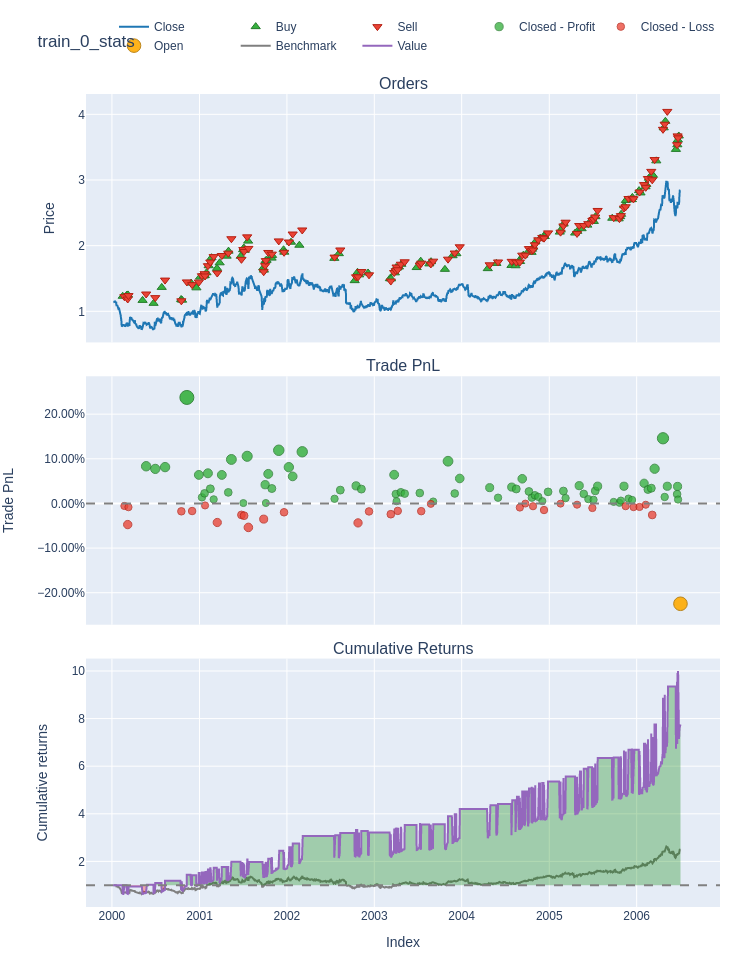 train_0_stats
Close
Buy
Sell
Closed - Profit
Closed - Loss
Open
Benchmark
Value
Orders
4
3
2
1
Price
Trade PnL
20.00%
10.00%
0.00%
−10.00%
−20.00%
Trade PnL
Cumulative Returns
10
8
6
4
2
Cumulative returns
2000 2001 2002 2003 2004 2005 2006
Index